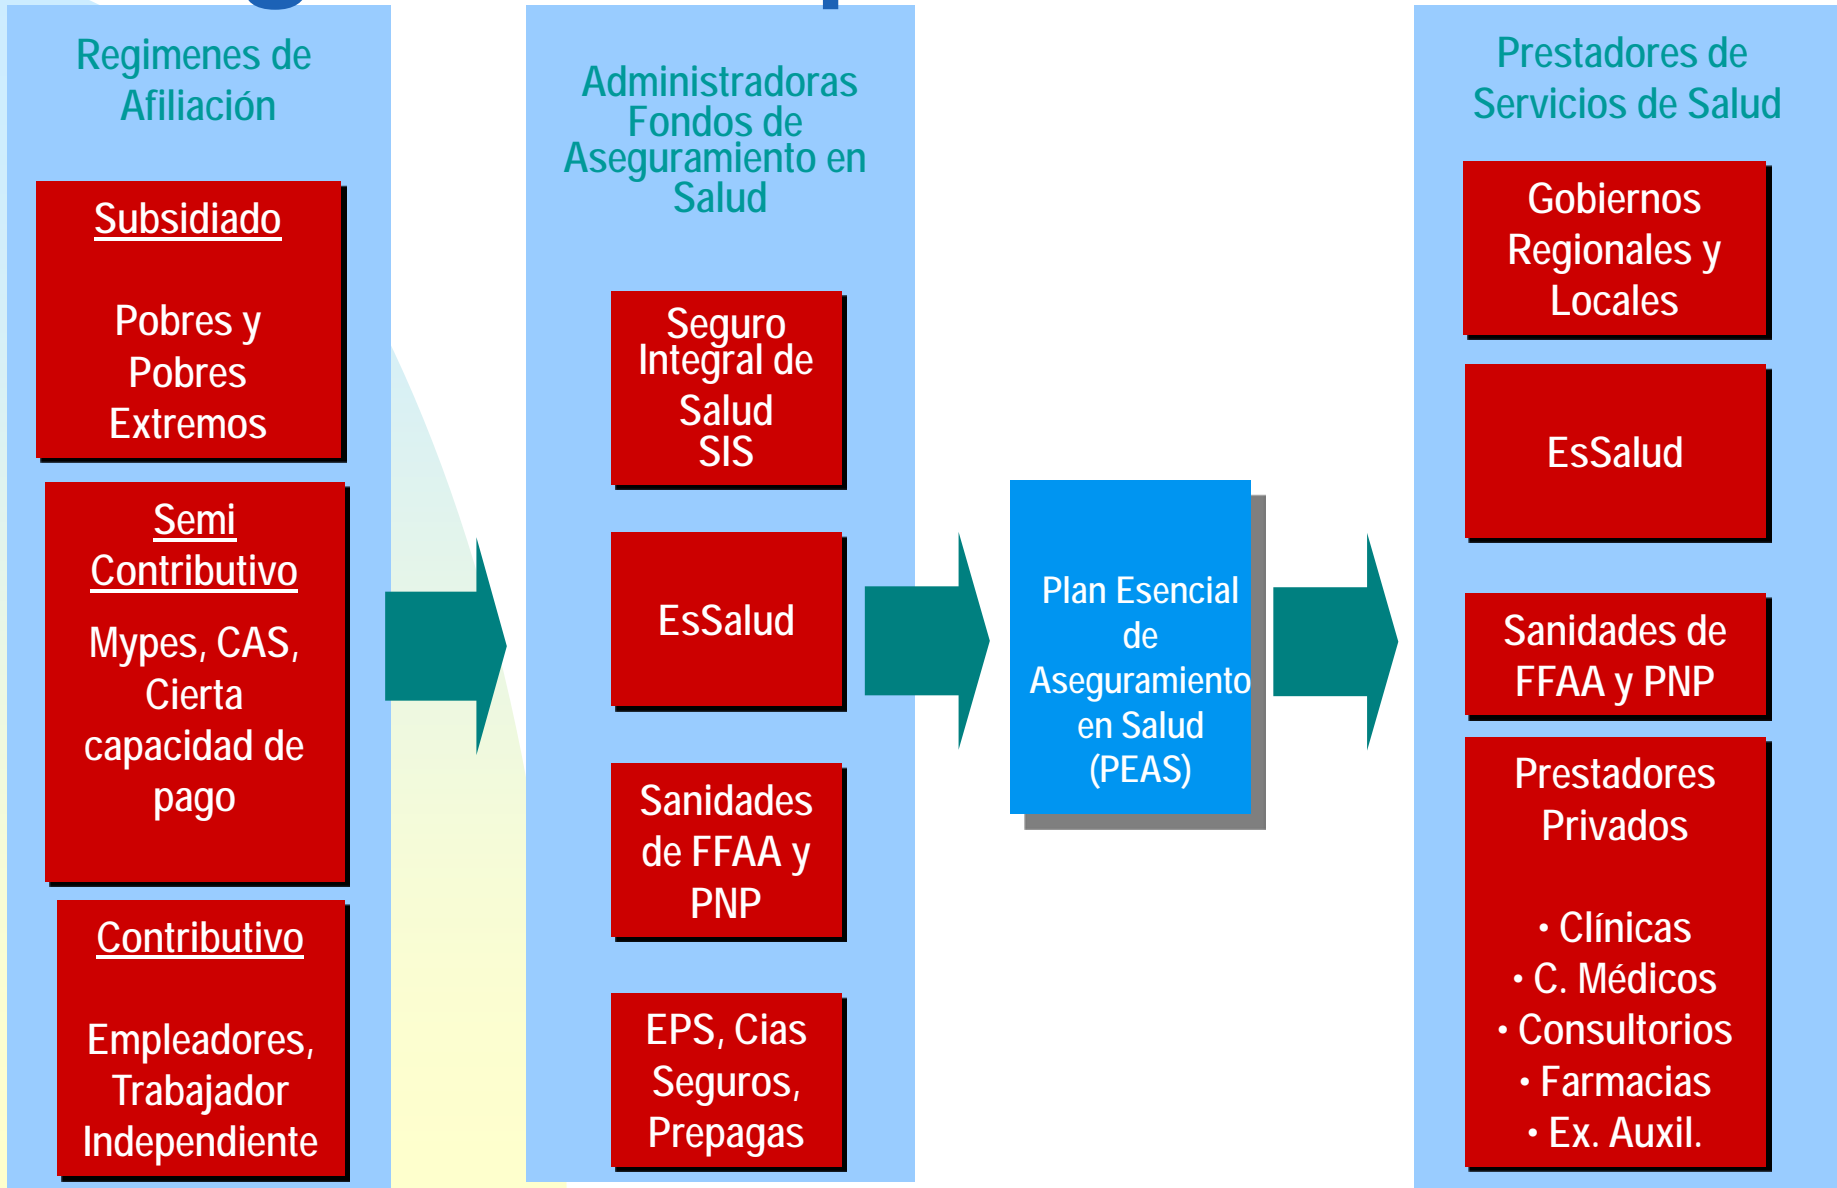 Regimenes de
Afiliación
Subsidiado
Pobres y
Pobres
Extremos
Semi
Contributivo
Mypes, CAS,
Cierta
capacidad de
pago
Contributivo
Empleadores,
Trabajador
Independiente
Administradoras
Fondos de
Aseguramiento en
Salud
Seguro
Integral de
Salud
SIS
EsSalud
Sanidades
de FFAA y
PNP
EPS, Cias
Seguros,
Prepagas
Plan Esencial
de
Aseguramiento
en Salud
(PEAS)
Prestadores de
Servicios de Salud
Gobiernos
Regionales y
Locales
EsSalud
Sanidades de
FFAA y PNP
Prestadores
Privados
• Clínicas
• C. Médicos
• Consultorios
• Farmacias
• Ex. Auxil.